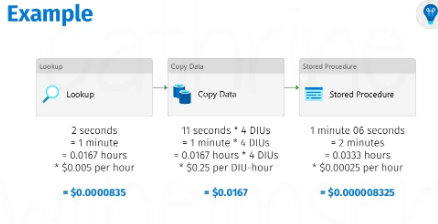 Example
Lookup
Lookup
2 seconds
= 1 minute
= 0.0167 hours
* $0.005 per hour
= $0.0000835
Copy Data
Copy Data
11 seconds * 4 DIUs
= 1 minute * 4 DIUs
= 0.0167 hours * 4 DIUs
* $0.25 per DIU-hour
= $0.0167
Stored Procedure
Stored Procedure
1 minute 06 seconds
= 2 minutes
= 0.0333 hours
* $0.00025 per hour
= $0.000008325